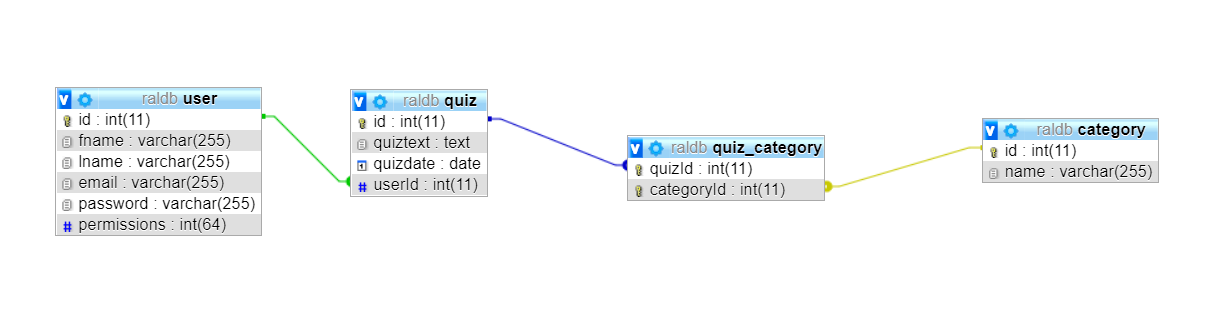 raldb user
id : int(11)
fname : varchar(255)
lname : varchar(255)
email : varchar(255)
password : varchar(255)
permissions : int(64)
raldb quiz
id : int(11)
quiztext : text
quizdate : date
userId : int(11)
raldb quiz_category
quizId : int(11)
categoryId : int(11)
raldb category
id : int(11)
name : varchar(255)